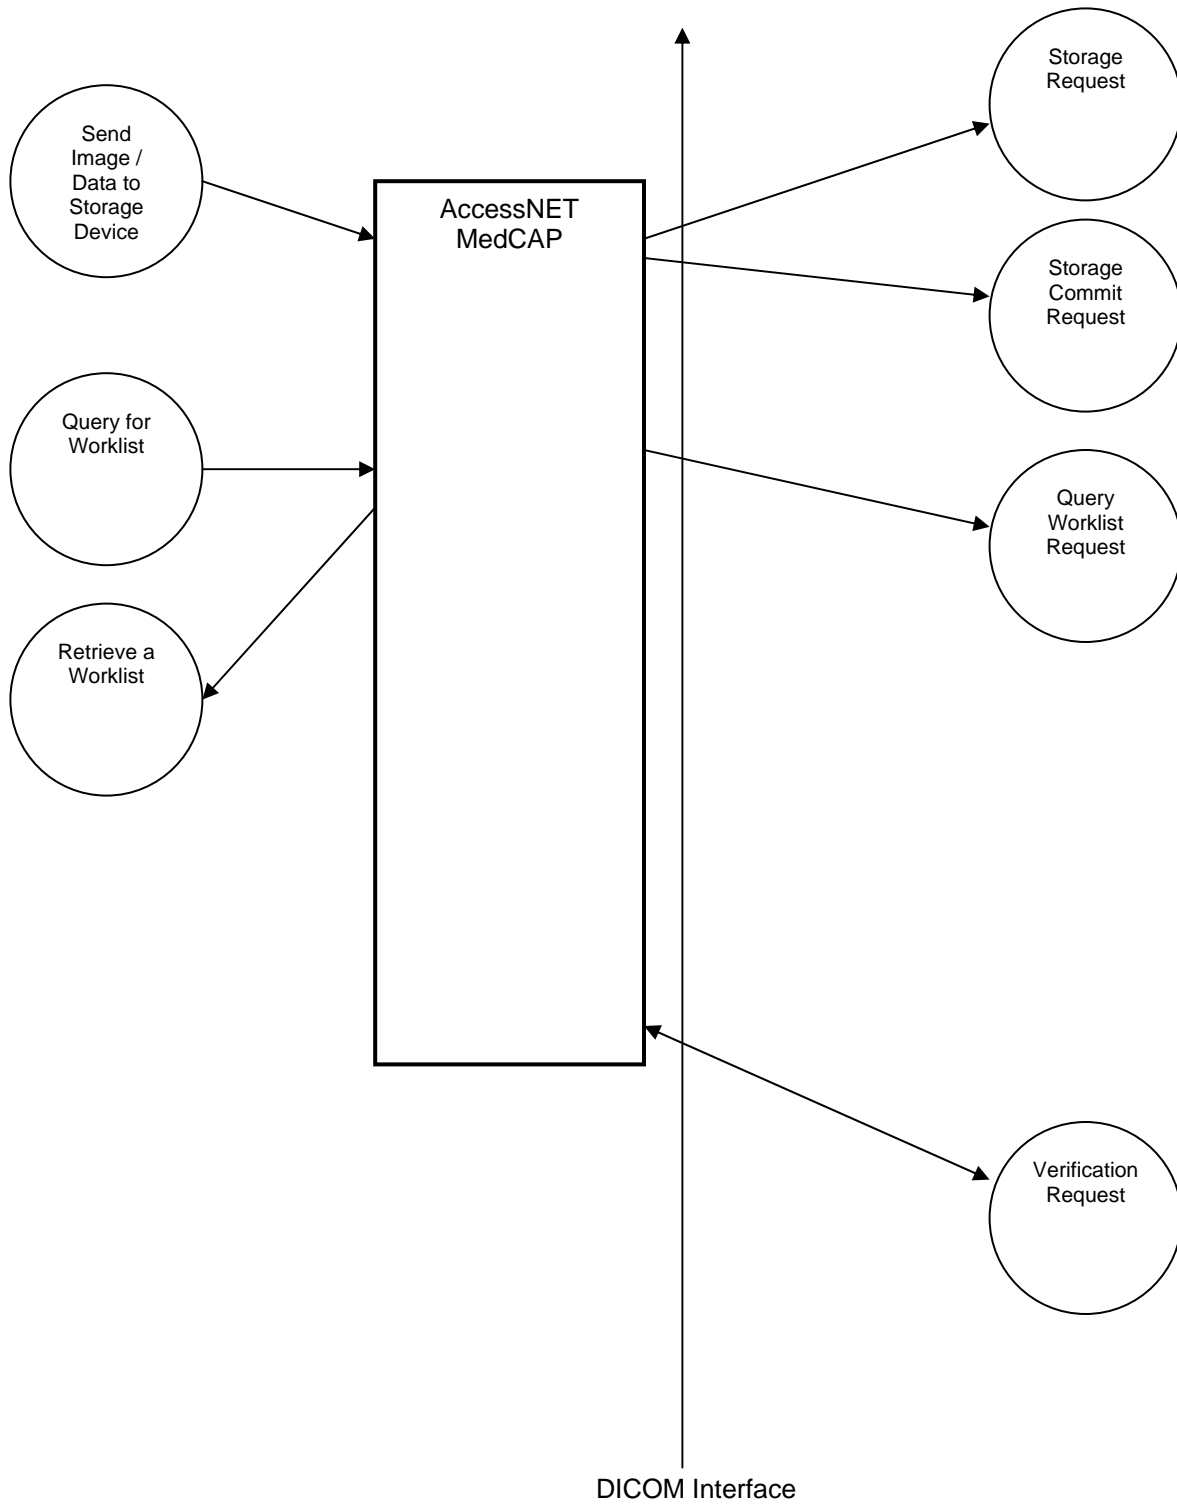 Storage
Request
Send
Image /
Data to
Storage
Device
AccessNET
MedCAP
Storage
Commit
Request
Query for
Worklist
Query
Worklist
Request
Retrieve a
Worklist
Verification
Request
DICOM Interface